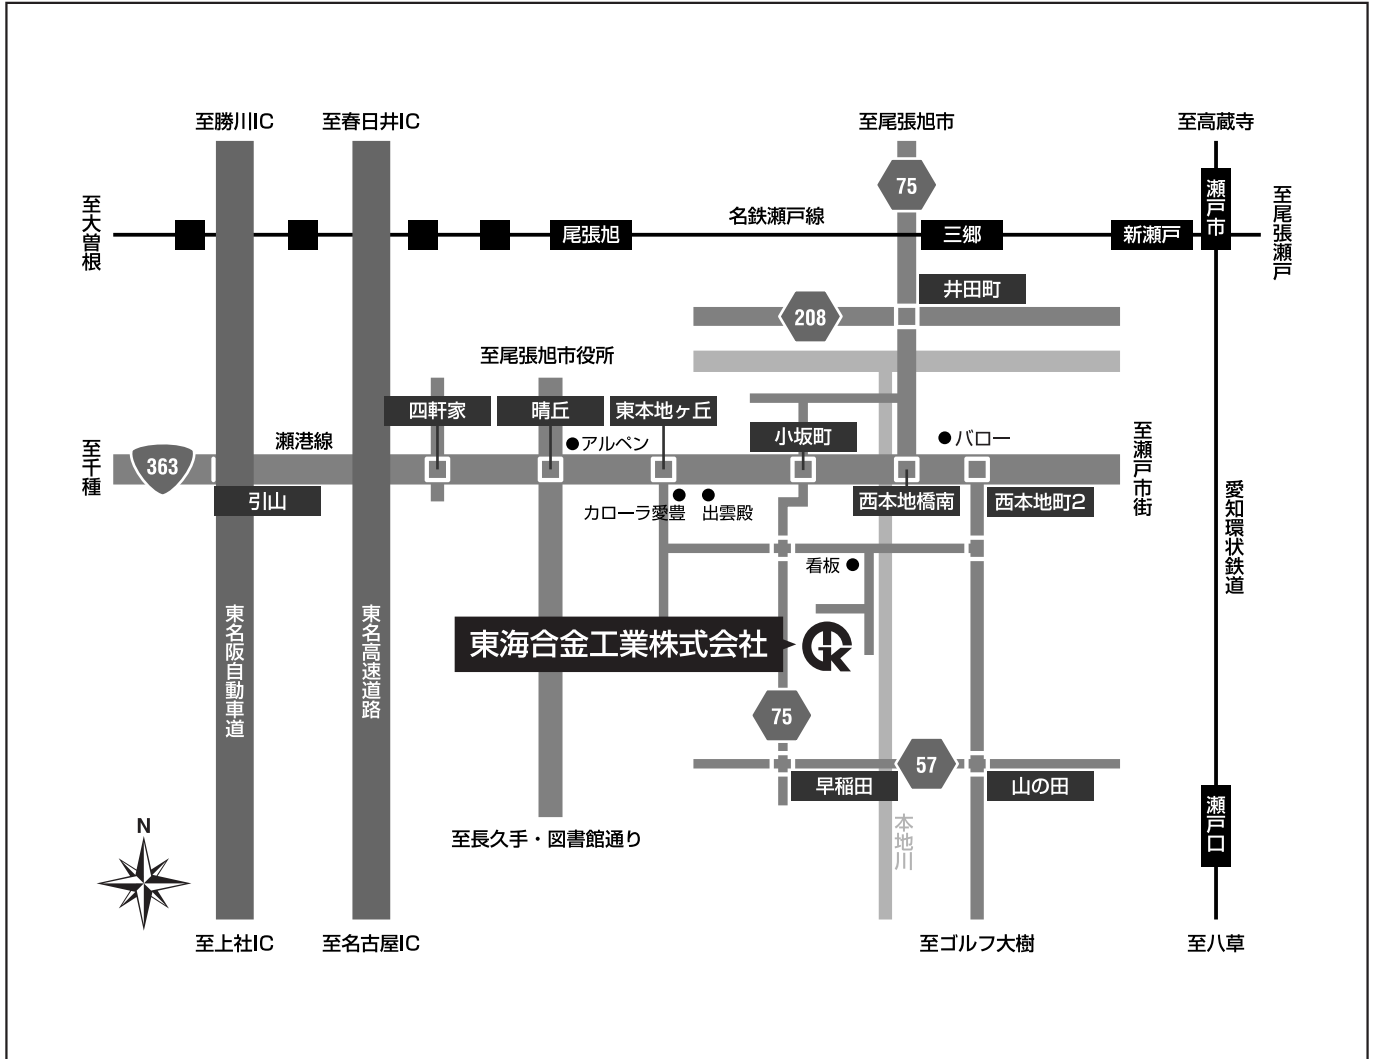 至勝川IC
至春日井IC
至尾張旭市
至高蔵寺
至大曽根
75
瀬戸市
至尾張瀬戸
名鉄瀬戸線
尾張旭
三郷
新瀬戸
井田町
208
至尾張旭市役所
四軒家
晴丘
東本地ヶ丘
小坂町
瀬港線
アルペン
バロー
至千種
363
至瀬戸市街
引山
カローラ愛豊
出雲殿
西本地橋南
西本地町2
愛知環状鉄道
看板
東名阪自動車道
東名高速道路
東海合金工業株式会社
75
57
早稲田
山の田
瀬戸口
本地川
至長久手・図書館通り
N
至上社IC
至名古屋IC
至ゴルフ大樹
至八草